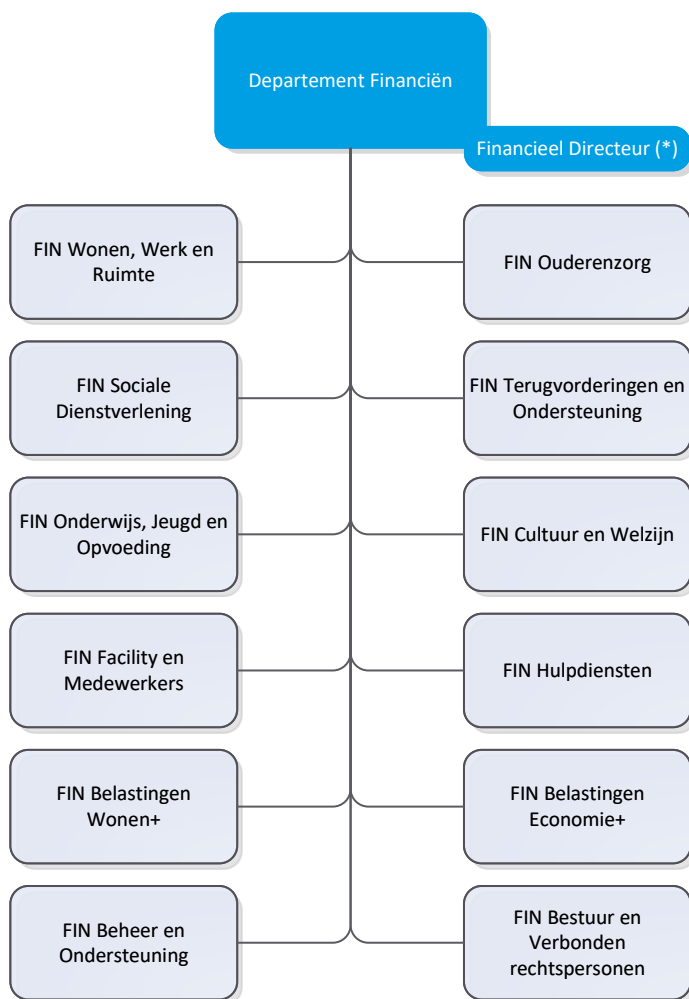 Departement Financiën
Financieel Directeur (*)
FIN Wonen, Werk en
Ruimte
FIN Ouderenzorg
FIN Sociale
Dienstverlening
FIN Terugvorderingen en
Ondersteuning
FIN Onderwijs, Jeugd en
Opvoeding
FIN Cultuur en Welzijn
FIN Facility en
Medewerkers
FIN Hulpdiensten
FIN Belastingen
Wonen+
FIN Belastingen
Economie+
FIN Beheer en
Ondersteuning
FIN Bestuur en
Verbonden
rechtspersonen